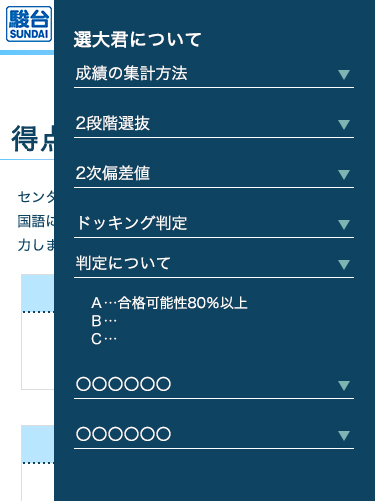 駿台
SUNDAI
選大君について
成績の集計方法
2段階選抜
2次偏差値
ドッキング判定
判定について
A…合格可能性80%以上
B…
C…
〇〇〇〇〇〇
〇〇〇〇〇〇
得点
センタ
国語に
力しま